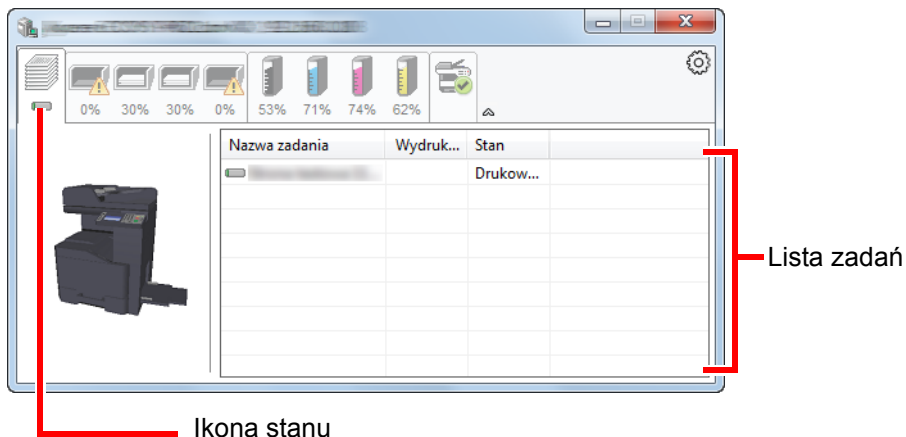 0% 30% 30% 0% 53% 71% 74% 62%
Nazwa zadania Wydruk... Stan
Drukow...
Lista zadań
Ikona stanu